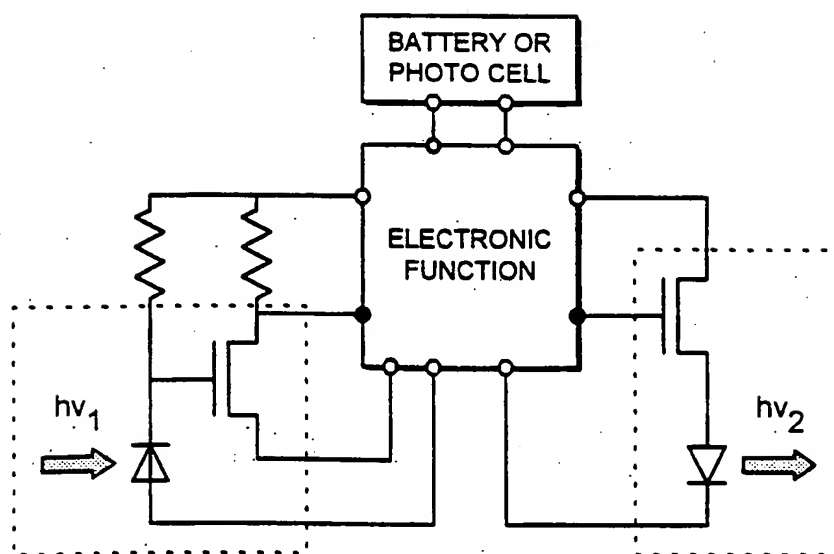 BATTERY OR
PHOTO CELL
ELECTRONIC
FUNCTION
hv1
hv2